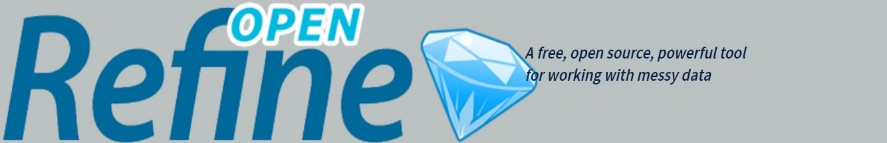 OPEN
Refine
A free, open source, powerful tool
for working with messy data